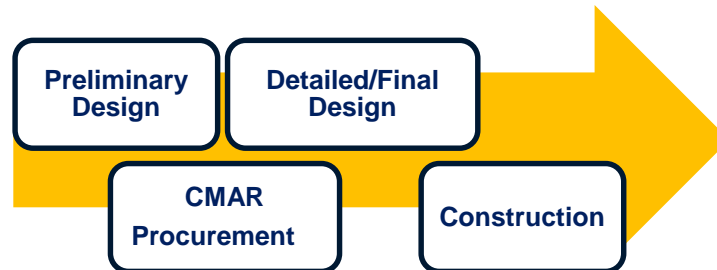 Preliminary
Design
Detailed/Final
Design
CMAR
Procurement
Construction